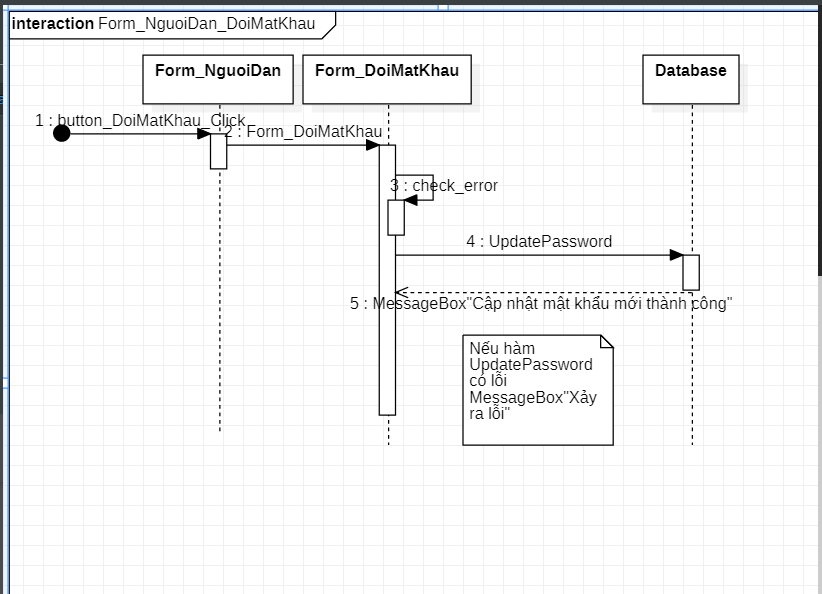 interaction Form_NguoiDan_DoiMatKhau
Form_NguoiDan
Form_DoiMatKhau
Database
1 : button_DoiMatKhau_Click
2 : Form_DoiMatKhau
3 : check_error
4 : UpdatePassword
5 : MessageBox"Cập nhật mật khẩu mới thành công"
Nếu hàm
UpdatePassword
có lỗi
MessageBox"Xảy
ra lỗi"